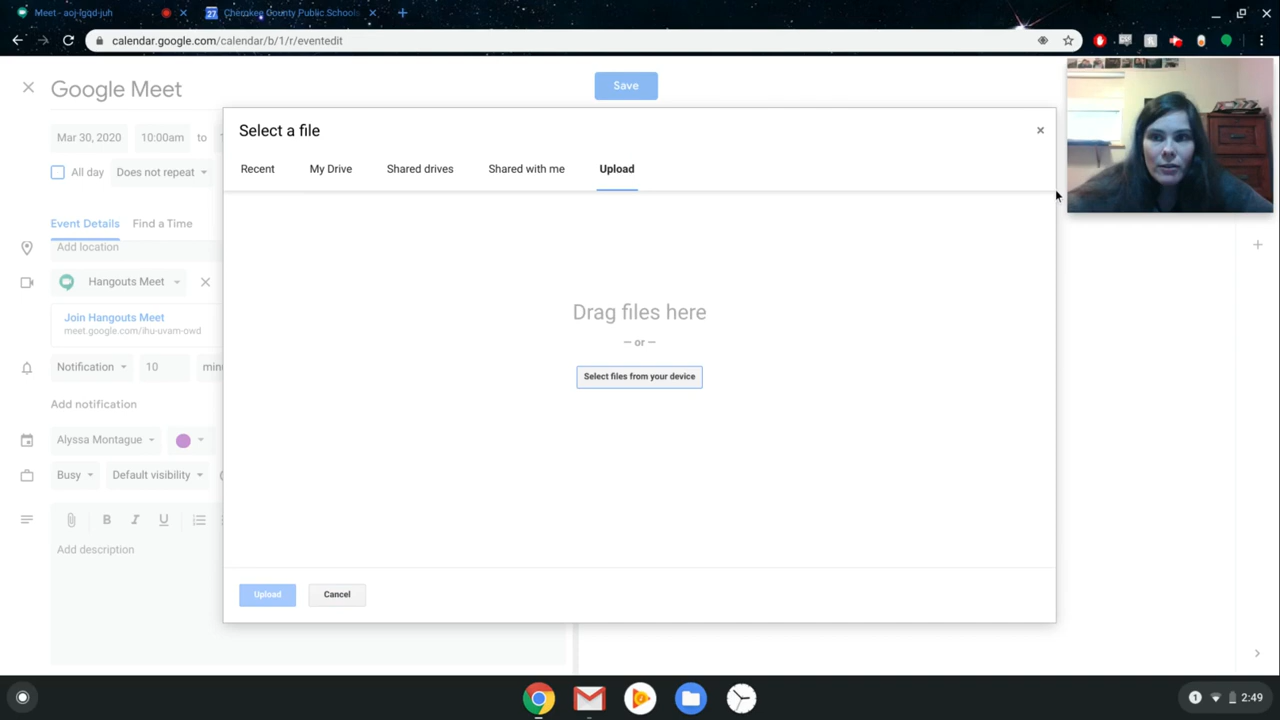 Meet - aoj-fgqd-juh
27
Cherokee County Public Schools
calendar.google.com/calendar/b/1/r/eventedit
Google Meet
Save
Mar 30, 2020 10:00am to
All day Does not repeat
Event Details Find a Time
Add location
Hangouts Meet
Join Hangouts Meet
meet.google.com/ihu-uvam-owd
Notification 10
Add notification
Alyssa Montague
Busy Default visibility
B I U
Add description
Select a file
Recent My Drive Shared drives Shared with me Upload
Drag files here
— or —
Select files from your device
Upload Cancel
1 2:49